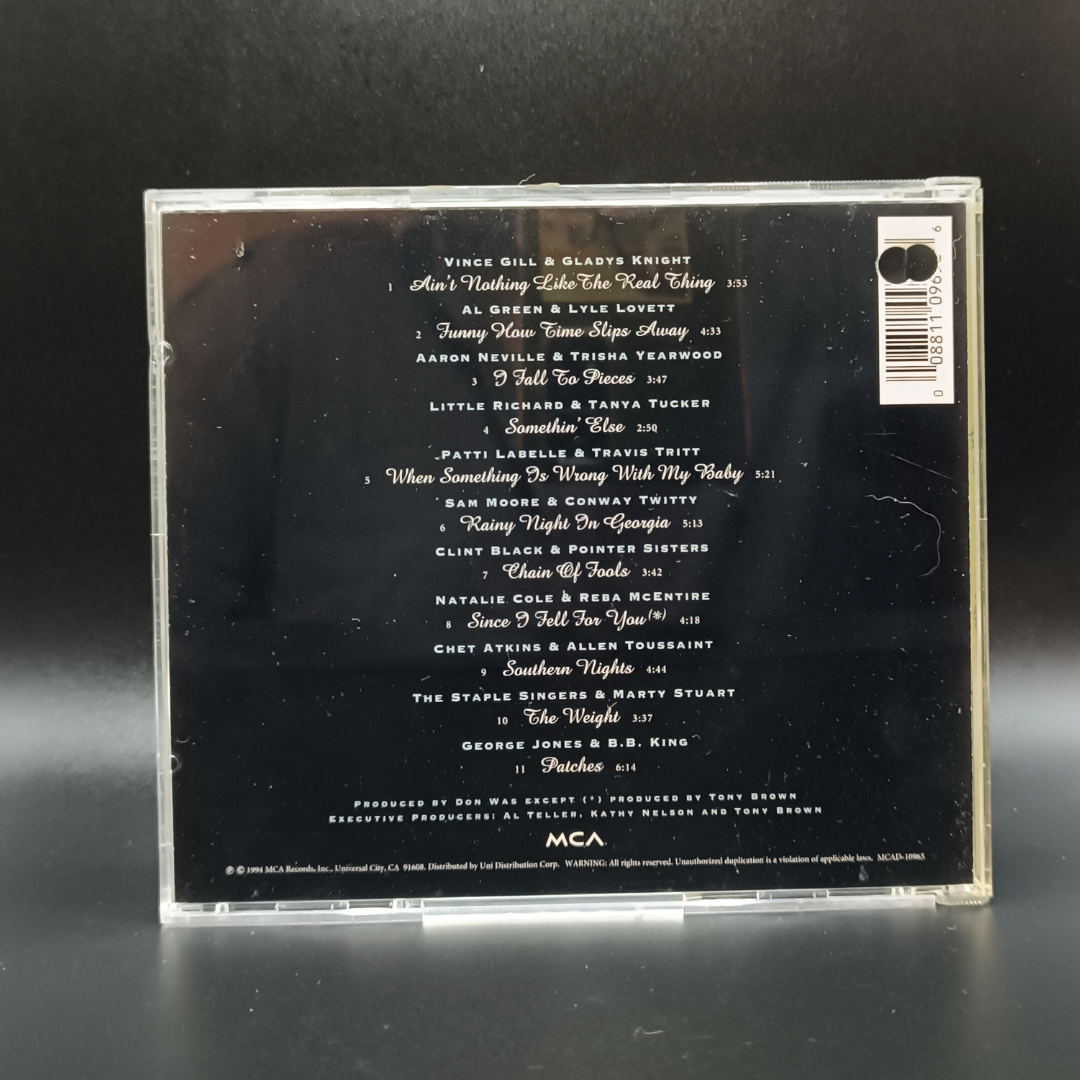 VINCE GILL & GLADYS KNIGHT
1 Ain't Nothing Like The Real Thing 3:53
AL GREEN & LYLE LOVETT
2 Funny How Time Slips Away 4:33
AARON NEVILLE & TRISHA YEARWOOD
3 I Fall To Pieces 3:47
LITTLE RICHARD & TANYA TUCKER
4 Somethin' Else 2:50
PATTI LABELLE & TRAVIS TRITT
5 When Something Is Wrong With My Baby 5:21
SAM MOORE & CONWAY TWITTY
6 Rainy Night In Georgia 5:13
CLINT BLACK & POINTER SISTERS
7 Chain Of Fools 3:42
NATALIE COLE & REBA MCENTIRE
8 Since I Fell For You (*) 4:18
CHET ATKINS & ALLEN TOUSSAINT
9 Southern Nights 4:44
THE STAPLE SINGERS & MARTY STUART
10 The Weight 3:37
GEORGE JONES & B.B. KING
11 Patches 6:14
PRODUCED BY DON WAS EXCEPT (*) PRODUCED BY TONY BROWN
EXECUTIVE PRODUCERS: AL TELLER, KATHY NELSON AND TONY BROWN
MCA
℗ © 1994 MCA Records, Inc., Universal City, CA 91608. Distributed by Uni Distribution Corp. WARNING: All rights reserved. Unauthorized duplication is a violation of applicable laws. MCAD-10965
0 08811 6